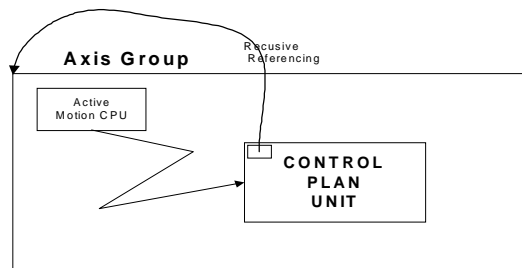 Recusive
Referencing
Axis Group
Active
Motion CPU
CONTROL
PLAN
UNIT